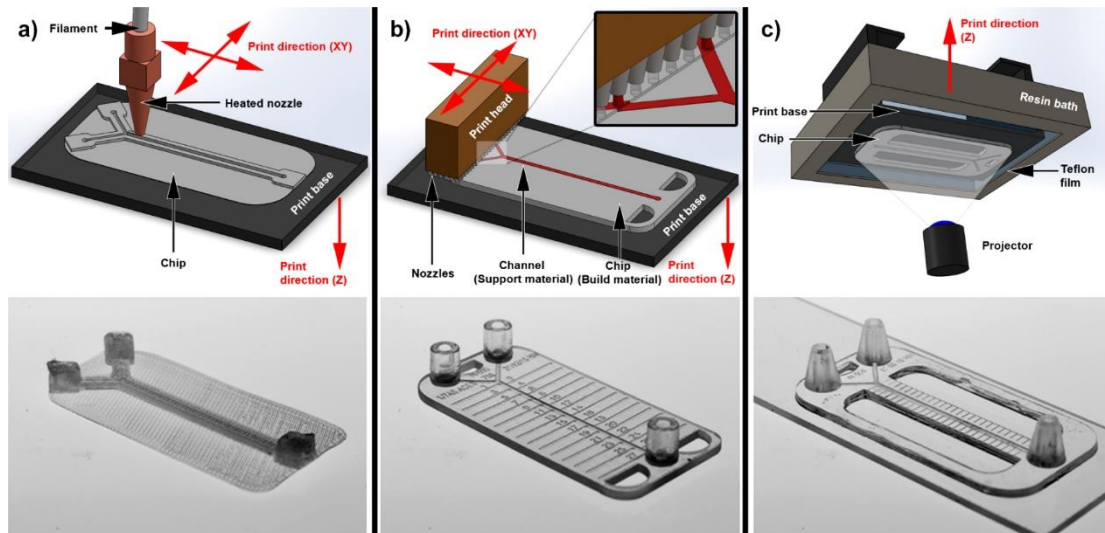 a)
Filament
Print direction (XY)
Heated nozzle
Print base
Chip
Print
direction (Z)
b)
Print direction (XY)
Print head
Print base
Nozzles
Channel
(Support material)
Chip
(Build material)
Print
direction (Z)
c)
Print direction
(Z)
Resin bath
Print base
Chip
Teflon
film
Projector